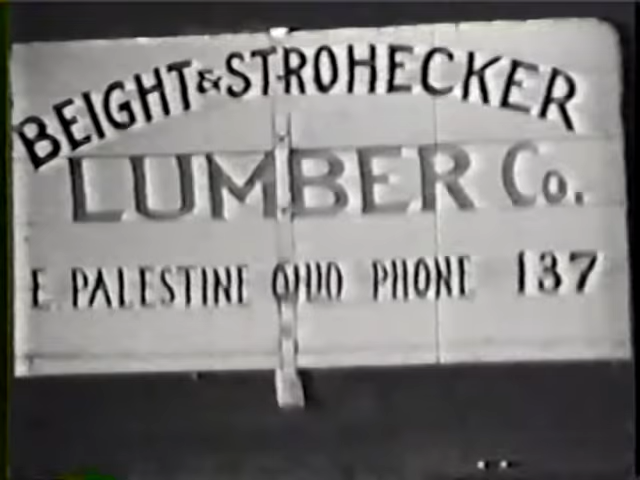 BEIGHT & STROHECKER
LUMBER Co.
E. PALESTINE OHIO PHONE 137